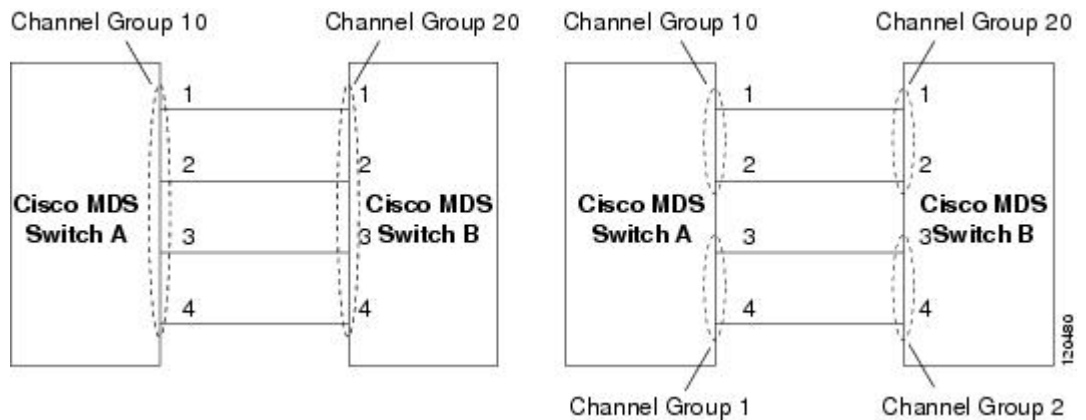 Channel Group 10
Channel Group 20
1
1
2
2
Cisco MDS
Switch A
Cisco MDS
Switch B
3
3
4
4
Channel Group 10
Channel Group 20
1
1
2
2
Cisco MDS
Switch A
Cisco MDS
Switch B
3
3
4
4
Channel Group 1
Channel Group 2
120480